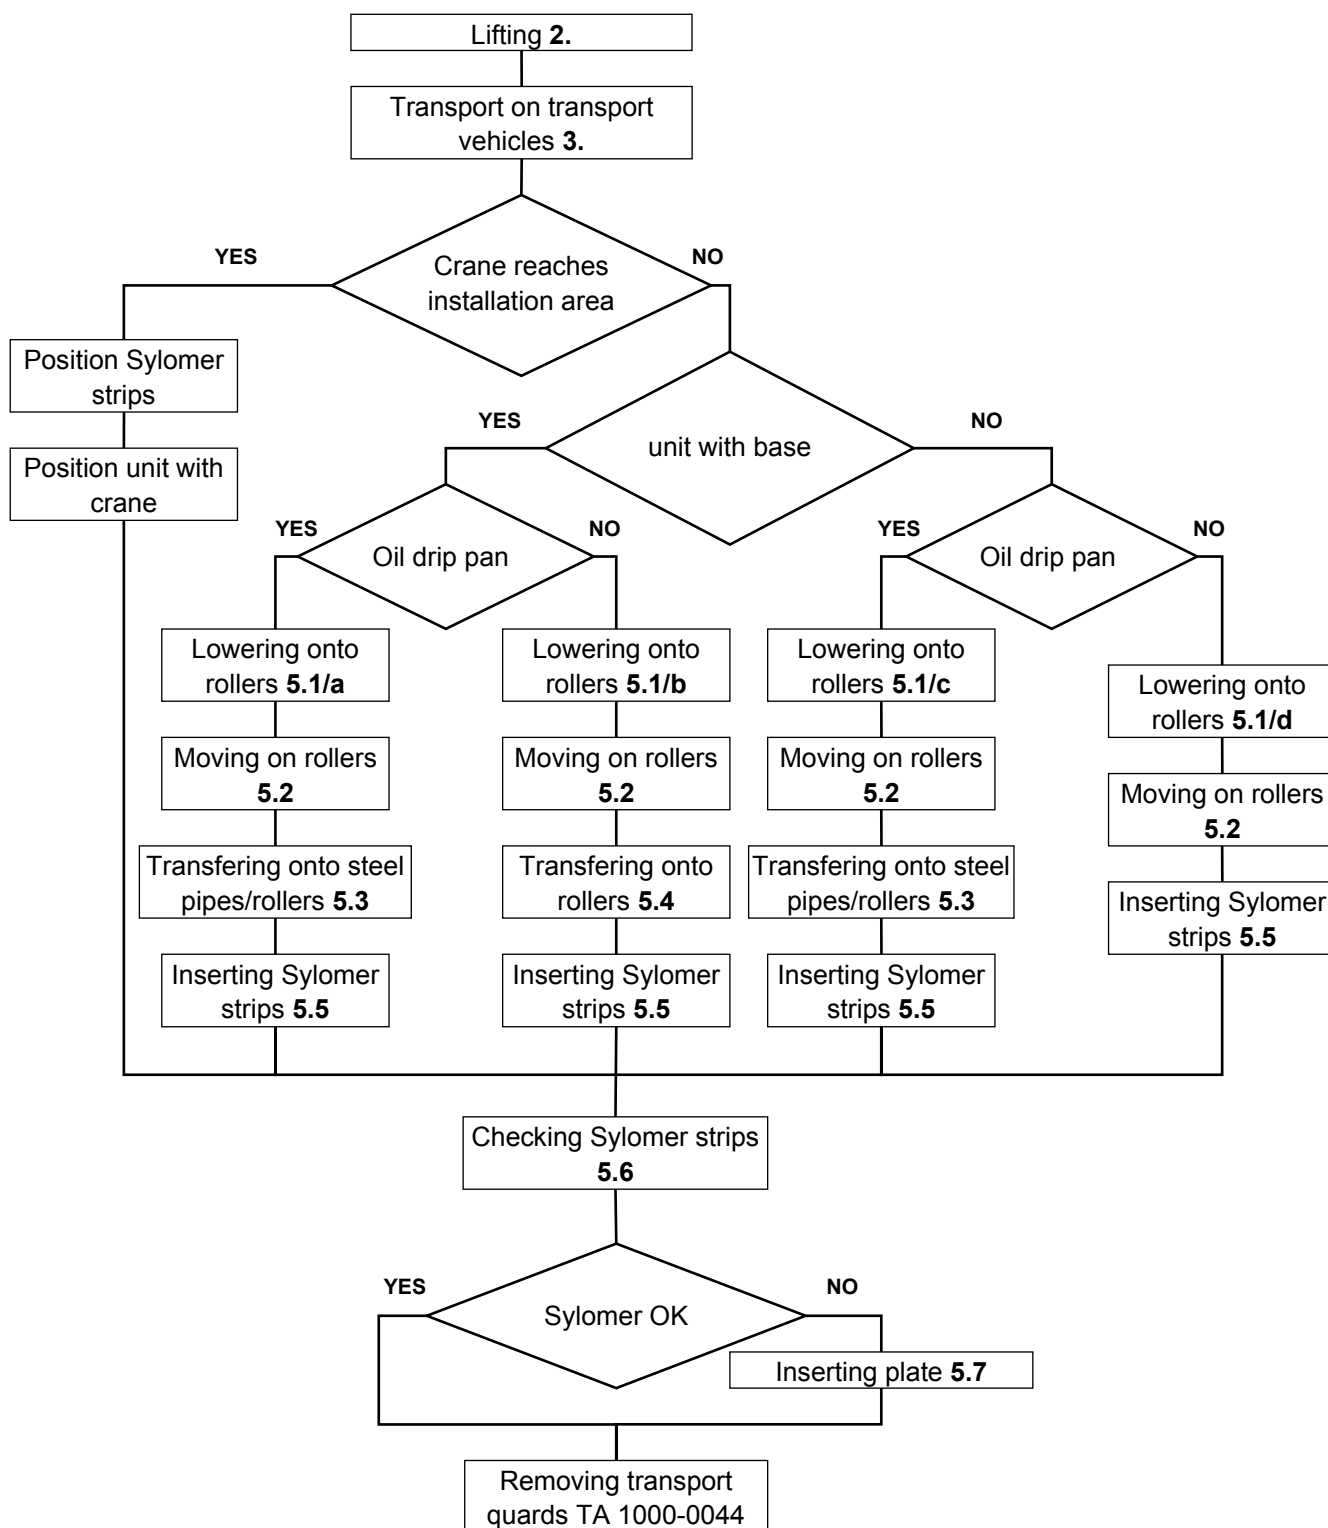 Lifting 2.
Transport on transport
vehicles 3.
YES
NO
Crane reaches
installation area
Position Sylomer
strips
Position unit with
crane
YES
NO
unit with base
YES
NO
Oil drip pan
YES
NO
Oil drip pan
Lowering onto
rollers 5.1/a
Moving on rollers
5.2
Transfering onto steel
pipes/rollers 5.3
Inserting Sylomer
strips 5.5
Lowering onto
rollers 5.1/b
Moving on rollers
5.2
Transfering onto
rollers 5.4
Inserting Sylomer
strips 5.5
Lowering onto
rollers 5.1/c
Moving on rollers
5.2
Transfering onto steel
pipes/rollers 5.3
Inserting Sylomer
strips 5.5
Lowering onto
rollers 5.1/d
Moving on rollers
5.2
Inserting Sylomer
strips 5.5
Checking Sylomer strips
5.6
YES
NO
Sylomer OK
Inserting plate 5.7
Removing transport
quards TA 1000-0044